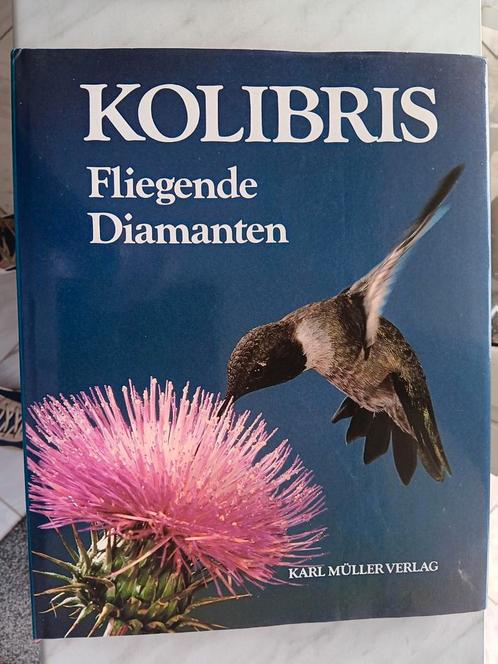 KOLIBRIS
Fliegende
Diamanten
KARL MÜLLER VERLAG